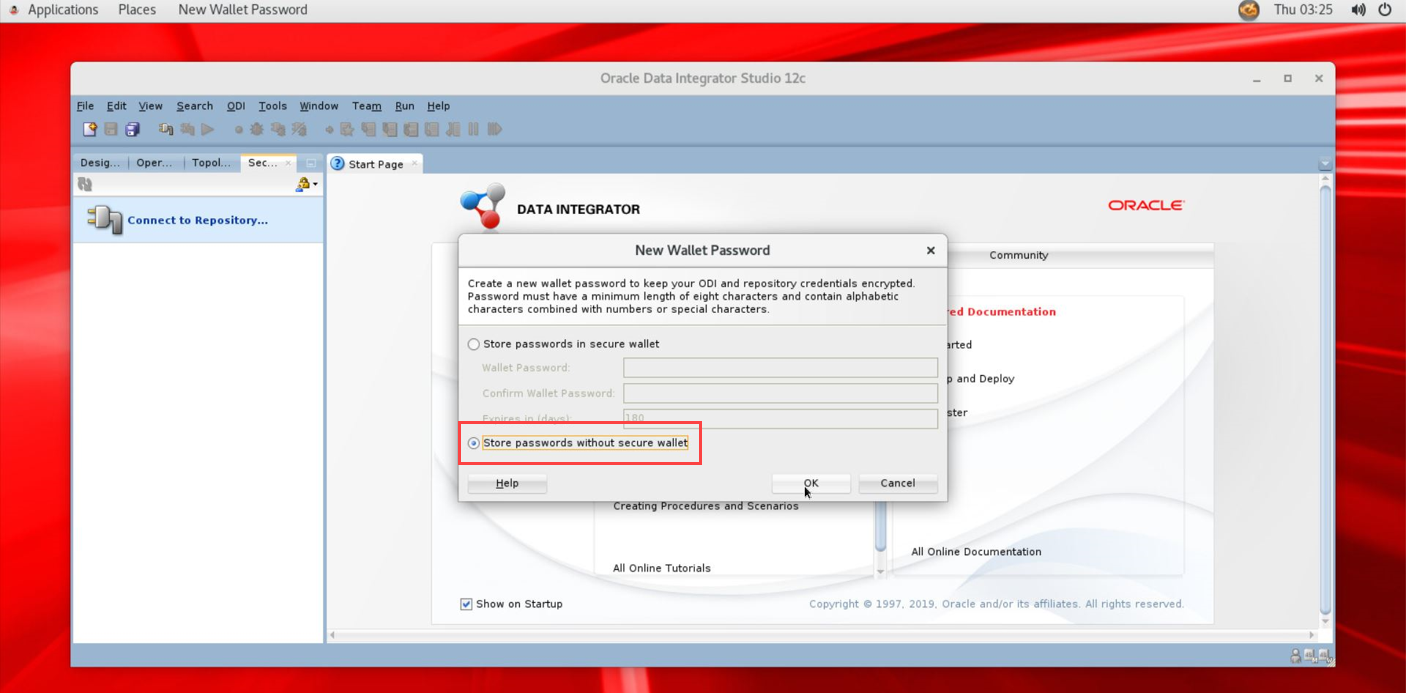 Applications Places New Wallet Password Thu 03:25
Oracle Data Integrator Studio 12c
File Edit View Search ODI Tools Window Team Run Help
Desig... Oper... Topol... Sec... Start Page
Connect to Repository...
DATA INTEGRATOR
ORACLE
New Wallet Password
Community
Create a new wallet password to keep your ODI and repository credentials encrypted.
Password must have a minimum length of eight characters and contain alphabetic
characters combined with numbers or special characters.
red Documentation
Store passwords in secure wallet
arted
Wallet Password:
p and Deploy
Confirm Wallet Password:
ster
Expires in (days): 180
Store passwords without secure wallet
Help OK Cancel
Creating Procedures and Scenarios
All Online Documentation
All Online Tutorials
Show on Startup
Copyright © 1997, 2019, Oracle and/or its affiliates. All rights reserved.